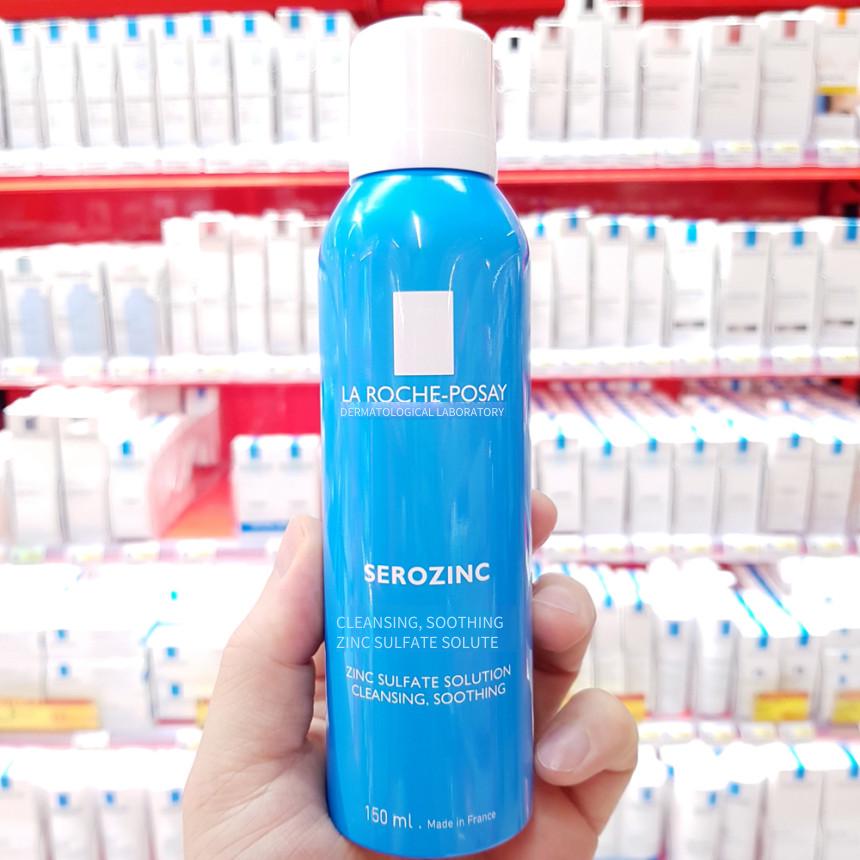 LA ROCHE-POSAY
DERMATOLOGICAL LABORATORY
SEROZINC
CLEANSING, SOOTHING
ZINC SULFATE SOLUTE
ZINC SULFATE SOLUTION
CLEANSING, SOOTHING
150 ml . Made in France